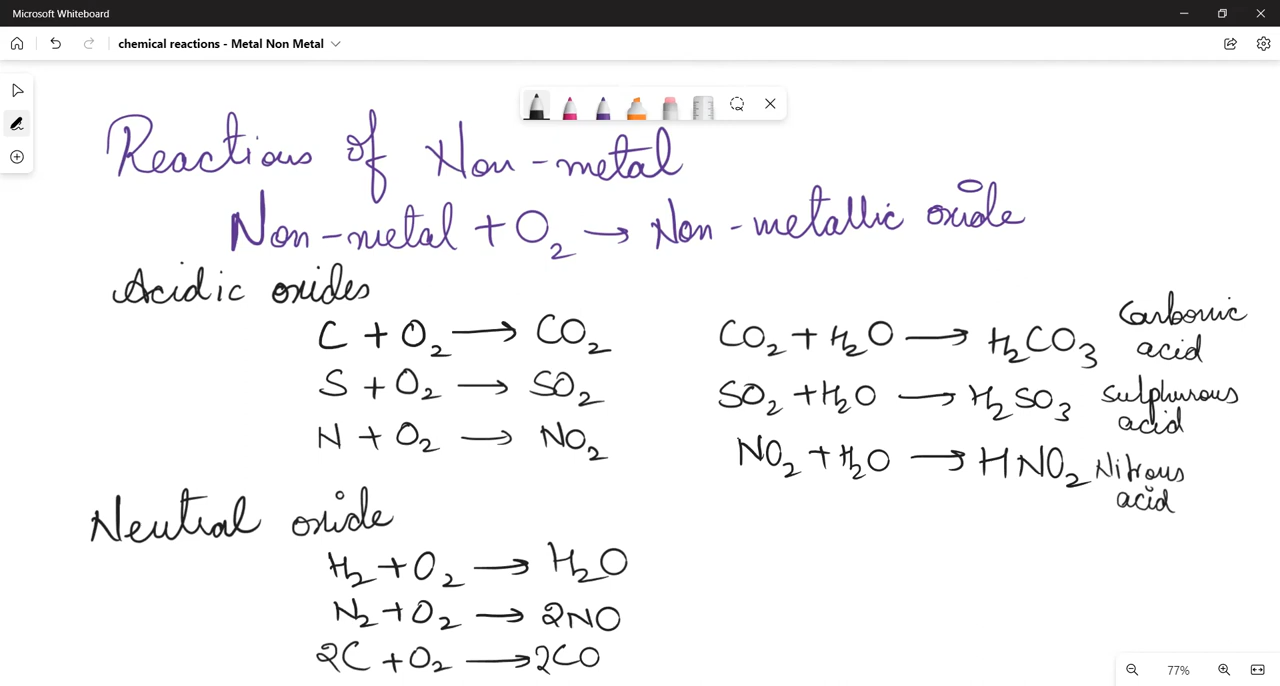 Microsoft Whiteboard
chemical reactions - Metal Non Metal
Reactions of Non-metal
Non-metal + O₂ → Non-metallic oxide
Acidic oxides
C + O₂ → CO₂
S + O₂ → SO₂
N + O₂ → NO₂
CO₂ + H₂O → H₂CO₃ Carbonic acid
SO₂ + H₂O → H₂SO₃ Sulphurous acid
NO₂ + H₂O → HNO₂ Nitrous acid
Neutral oxide
H₂ + O₂ → H₂O
N₂ + O₂ → 2NO
2C + O₂ → 2CO
77%